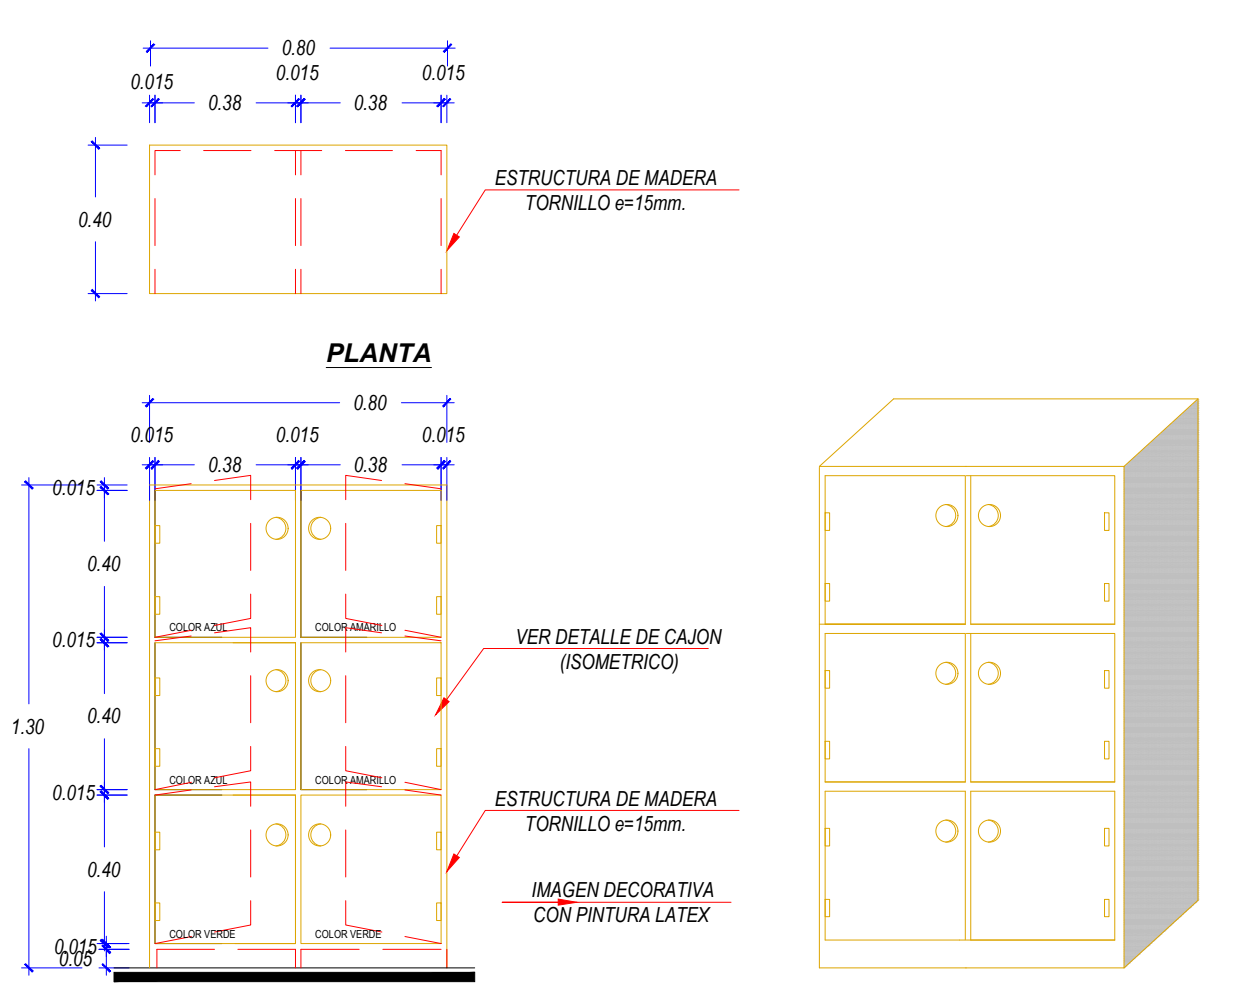 0.80
0.015
0.015
0.015
0.38
0.38
0.40
ESTRUCTURA DE MADERA
TORNILLO e=15mm.
PLANTA
0.80
0.015
0.015
0.015
0.38
0.38
0.015
0.40
COLOR AZUL
COLOR AMARILLO
0.015
VER DETALLE DE CAJON
(ISOMETRICO)
1.30
0.40
COLOR AZUL
COLOR AMARILLO
0.015
ESTRUCTURA DE MADERA
TORNILLO e=15mm.
0.40
IMAGEN DECORATIVA
CON PINTURA LATEX
COLOR VERDE
COLOR VERDE
0.015
0.05